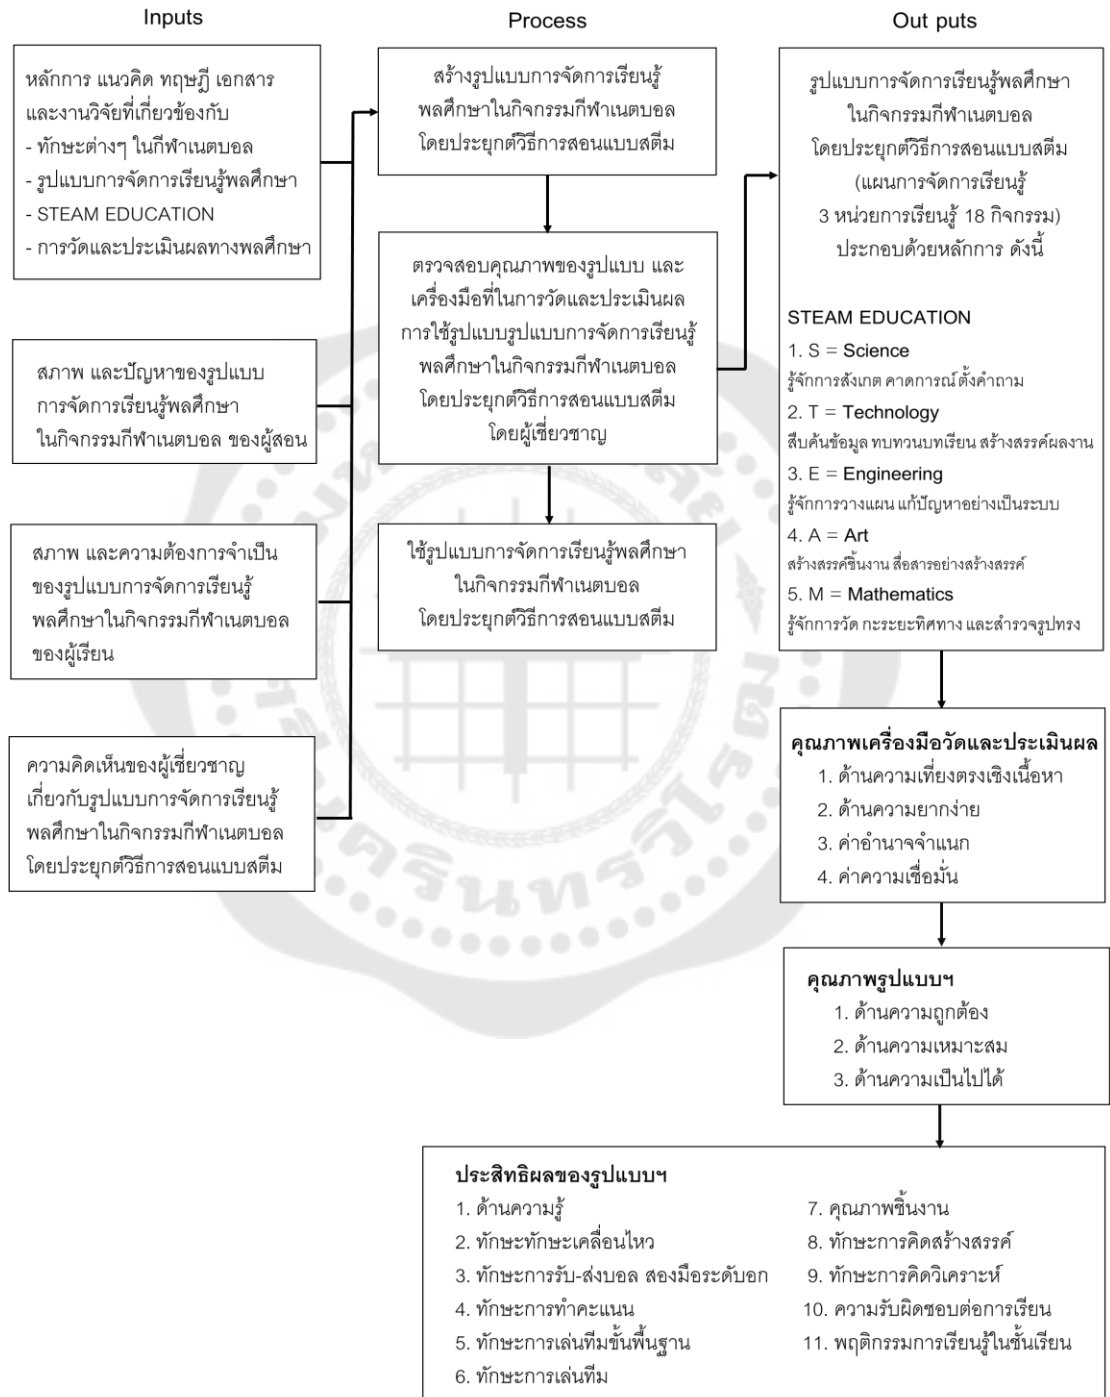 Inputs
หลักการ แนวคิด ทฤษฎี เอกสาร
และงานวิจัยที่เกี่ยวข้องกับ
- ทักษะต่างๆ ในกีฬาเนตบอล
- รูปแบบการจัดการเรียนรู้พลศึกษา
- STEAM EDUCATION
- การวัดและประเมินผลทางพลศึกษา
สภาพ และปัญหาของรูปแบบ
การจัดการเรียนรู้พลศึกษา
ในกิจกรรมกีฬาเนตบอล ของผู้สอน
สภาพ และความต้องการจำเป็น
ของรูปแบบการจัดการเรียนรู้
พลศึกษาในกิจกรรมกีฬาเนตบอล
ของผู้เรียน
ความคิดเห็นของผู้เชี่ยวชาญ
เกี่ยวกับรูปแบบการจัดการเรียนรู้
พลศึกษาในกิจกรรมกีฬาเนตบอล
โดยประยุกต์วิธีการสอนแบบสตีม
Process
สร้างรูปแบบการจัดการเรียนรู้
พลศึกษาในกิจกรรมกีฬาเนตบอล
โดยประยุกต์วิธีการสอนแบบสตีม
ตรวจสอบคุณภาพของรูปแบบ และ
เครื่องมือที่ในการวัดและประเมินผล
การใช้รูปแบบรูปแบบการจัดการเรียนรู้
พลศึกษาในกิจกรรมกีฬาเนตบอล
โดยประยุกต์วิธีการสอนแบบสตีม
โดยผู้เชี่ยวชาญ
ใช้รูปแบบการจัดการเรียนรู้พลศึกษา
ในกิจกรรมกีฬาเนตบอล
โดยประยุกต์วิธีการสอนแบบสตีม
Out puts
รูปแบบการจัดการเรียนรู้พลศึกษา
ในกิจกรรมกีฬาเนตบอล
โดยประยุกต์วิธีการสอนแบบสตีม
(แผนการจัดการเรียนรู้
3 หน่วยการเรียนรู้ 18 กิจกรรม)
ประกอบด้วยหลักการ ดังนี้
STEAM EDUCATION
1. S = Science
รู้จักการสังเกต คาดการณ์ ตั้งคำถาม
2. T = Technology
สืบค้นข้อมูล ทบทวนบทเรียน สร้างสรรค์ผลงาน
3. E = Engineering
รู้จักการวางแผน แก้ปัญหาอย่างเป็นระบบ
4. A = Art
สร้างสรรค์ชิ้นงาน สื่อสารอย่างสร้างสรรค์
5. M = Mathematics
รู้จักการวัด กะระยะทิศทาง และสำรวจรูปทรง
คุณภาพเครื่องมือวัดและประเมินผล
1. ด้านความเที่ยงตรงเชิงเนื้อหา
2. ด้านความยากง่าย
3. ค่าอำนาจจำแนก
4. ค่าความเชื่อมั่น
คุณภาพรูปแบบฯ
1. ด้านความถูกต้อง
2. ด้านความเหมาะสม
3. ด้านความเป็นไปได้
ประสิทธิผลของรูปแบบฯ
1. ด้านความรู้
2. ทักษะทักษะเคลื่อนไหว
3. ทักษะการรับ-ส่งบอล สองมือระดับอก
4. ทักษะการทำคะแนน
5. ทักษะการเล่นทีมขั้นพื้นฐาน
6. ทักษะการเล่นทีม
7. คุณภาพชิ้นงาน
8. ทักษะการคิดสร้างสรรค์
9. ทักษะการคิดวิเคราะห์
10. ความรับผิดชอบต่อการเรียน
11. พฤติกรรมการเรียนรู้ในชั้นเรียน